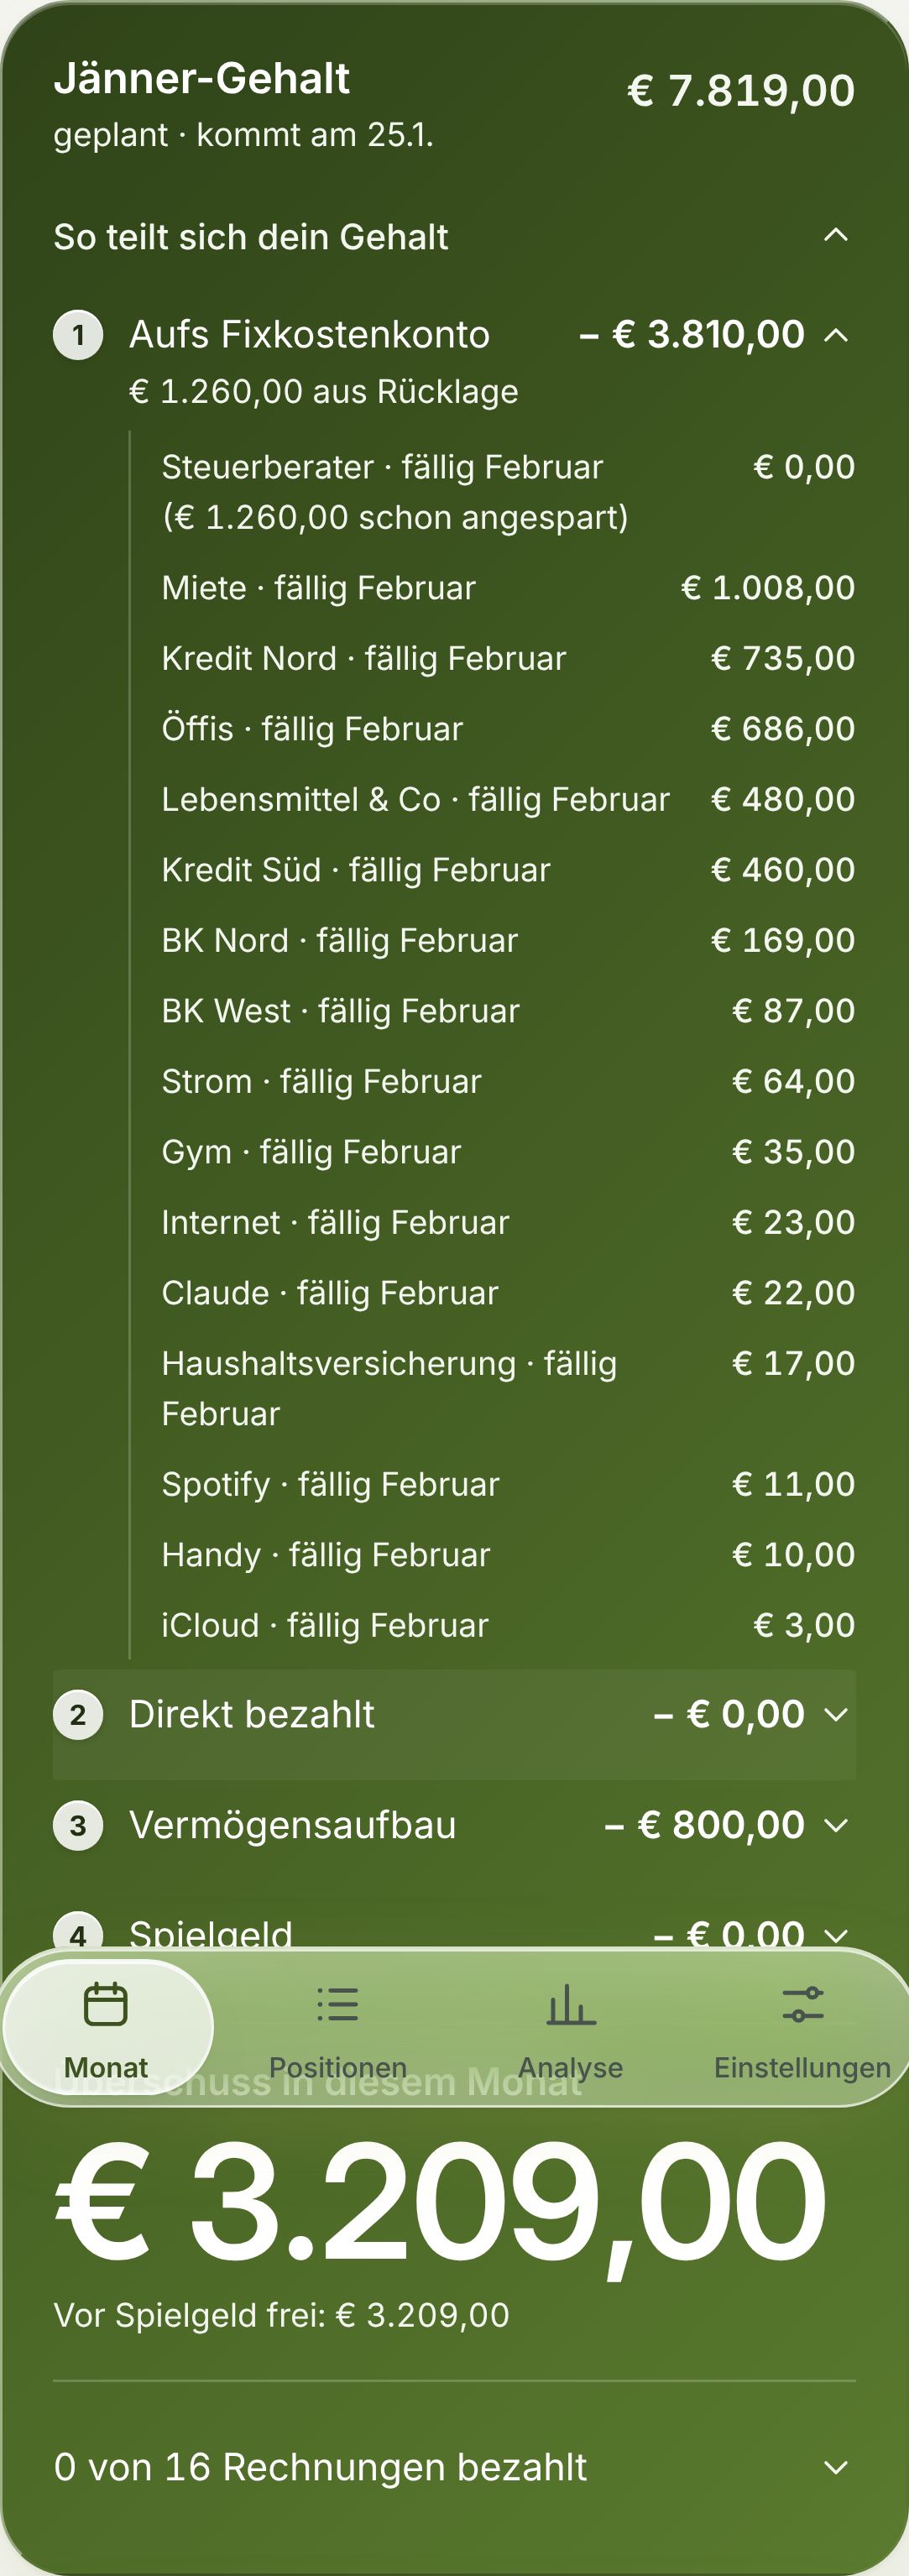 Jänner-Gehalt
€ 7.819,00
geplant · kommt am 25.1.
So teilt sich dein Gehalt
1 Aufs Fixkostenkonto – € 3.810,00
€ 1.260,00 aus Rücklage
Steuerberater · fällig Februar € 0,00
(€ 1.260,00 schon angespart)
Miete · fällig Februar € 1.008,00
Kredit Nord · fällig Februar € 735,00
Öffis · fällig Februar € 686,00
Lebensmittel & Co · fällig Februar € 480,00
Kredit Süd · fällig Februar € 460,00
BK Nord · fällig Februar € 169,00
BK West · fällig Februar € 87,00
Strom · fällig Februar € 64,00
Gym · fällig Februar € 35,00
Internet · fällig Februar € 23,00
Claude · fällig Februar € 22,00
Haushaltsversicherung · fällig € 17,00
Februar
Spotify · fällig Februar € 11,00
Handy · fällig Februar € 10,00
iCloud · fällig Februar € 3,00
2 Direkt bezahlt – € 0,00
3 Vermögensaufbau – € 800,00
4 Spielgeld – € 0,00
Monat Positionen Analyse Einstellungen
Überschuss in diesem Monat
€ 3.209,00
Vor Spielgeld frei: € 3.209,00
0 von 16 Rechnungen bezahlt